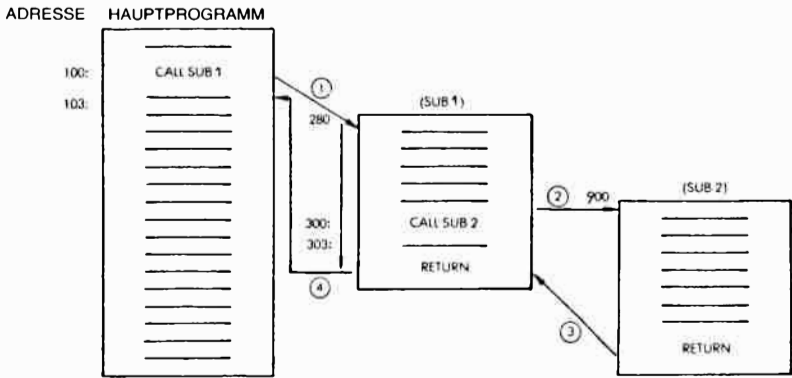 ADRESSE HAUPTPROGRAMM
100: CALL SUB 1
103:
1
280
(SUB 1)
300: CALL SUB 2
303:
RETURN
4
2
900
(SUB 2)
3
RETURN